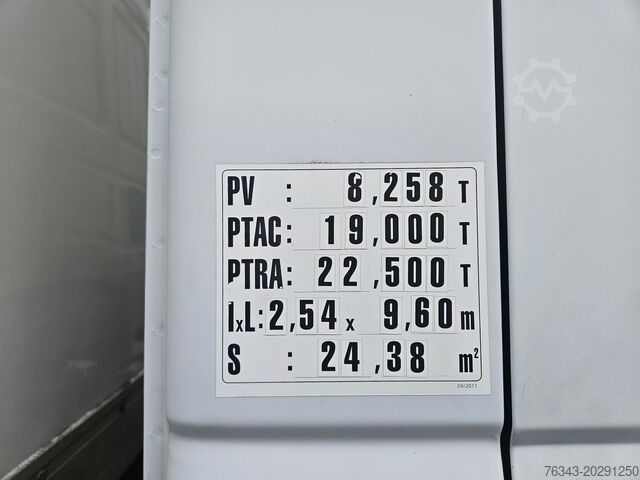 PV : 8,258 T
PTAC: 19,000 T
PTRA: 22,500 T
lxL: 2,54 x 9,60 m
S : 24,38 m²
09/2011
76343-20291250